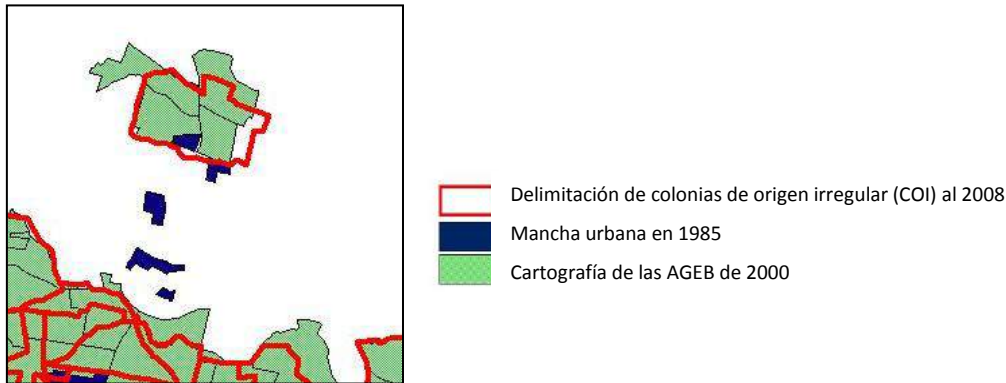 Delimitación de colonias de origen irregular (COI) al 2008
Mancha urbana en 1985
Cartografía de las AGEB de 2000